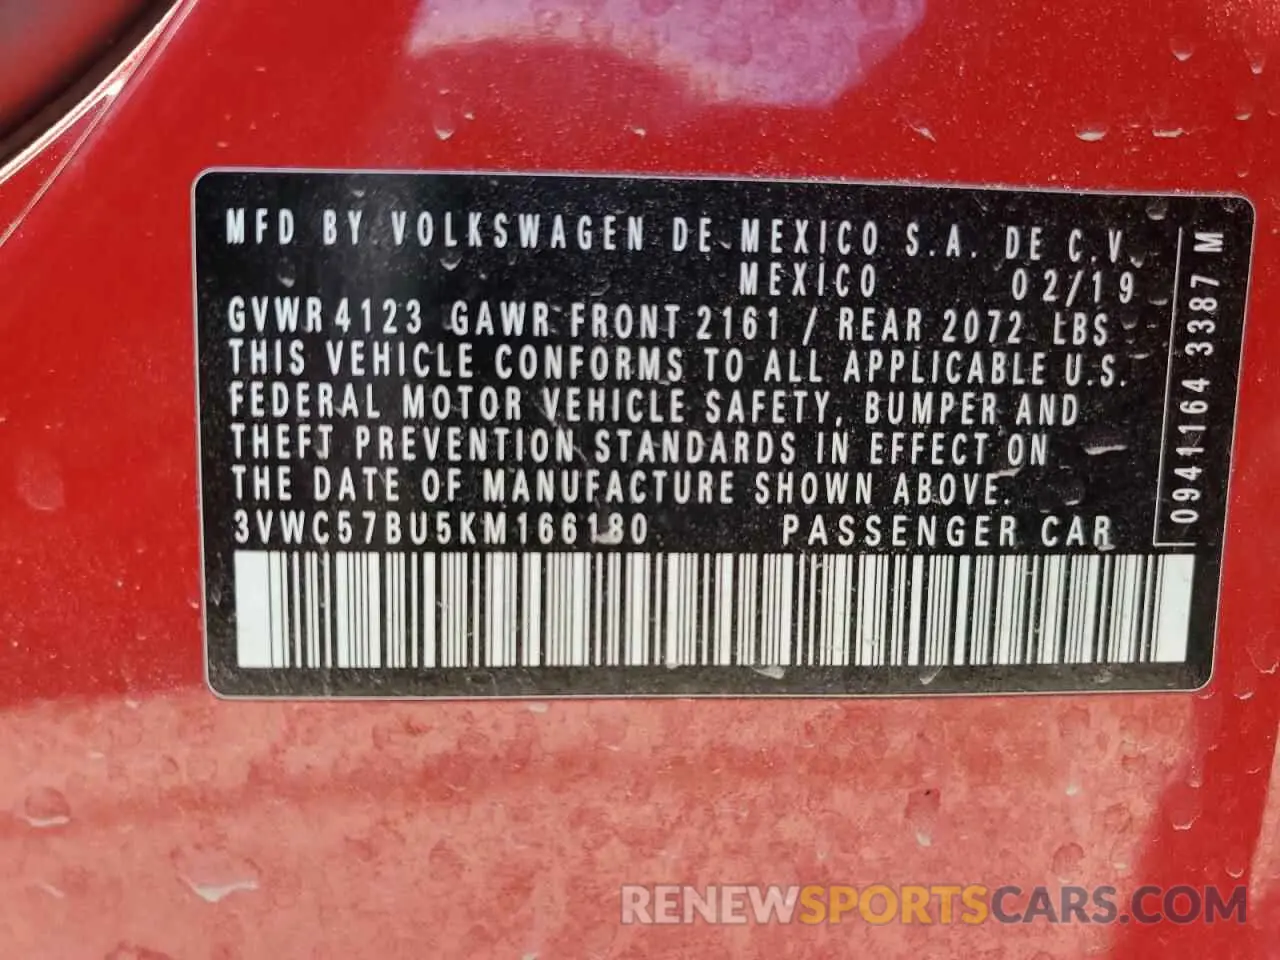 MFD BY VOLKSWAGEN DE MEXICO S.A. DE C.V.
MEXICO 02/19
GVWR 4123 GAWR FRONT 2161 / REAR 2072 LBS
THIS VEHICLE CONFORMS TO ALL APPLICABLE U.S.
FEDERAL MOTOR VEHICLE SAFETY, BUMPER AND
THEFT PREVENTION STANDARDS IN EFFECT ON
THE DATE OF MANUFACTURE SHOWN ABOVE.
3VWC57BU5KM166180 PASSENGER CAR
0941164 3387 M
RENEWSPORTSCARS.COM